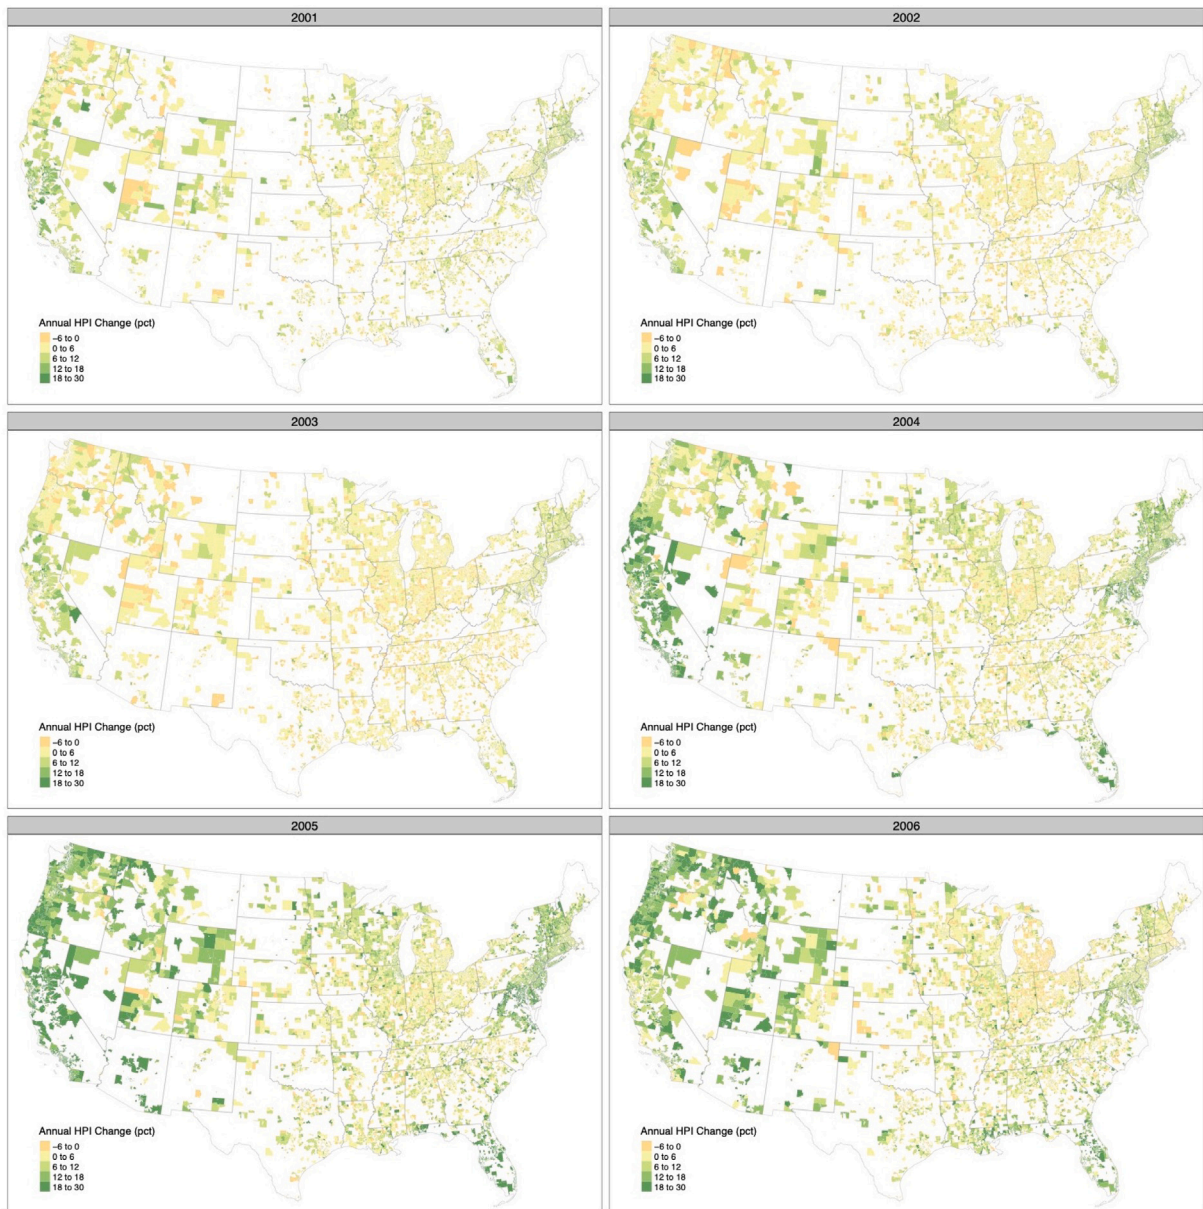 2001
Annual HPI Change (pct)
−6 to 0
0 to 6
6 to 12
12 to 18
18 to 30
2002
Annual HPI Change (pct)
−6 to 0
0 to 6
6 to 12
12 to 18
18 to 30
2003
Annual HPI Change (pct)
−6 to 0
0 to 6
6 to 12
12 to 18
18 to 30
2004
Annual HPI Change (pct)
−6 to 0
0 to 6
6 to 12
12 to 18
18 to 30
2005
Annual HPI Change (pct)
−6 to 0
0 to 6
6 to 12
12 to 18
18 to 30
2006
Annual HPI Change (pct)
−6 to 0
0 to 6
6 to 12
12 to 18
18 to 30